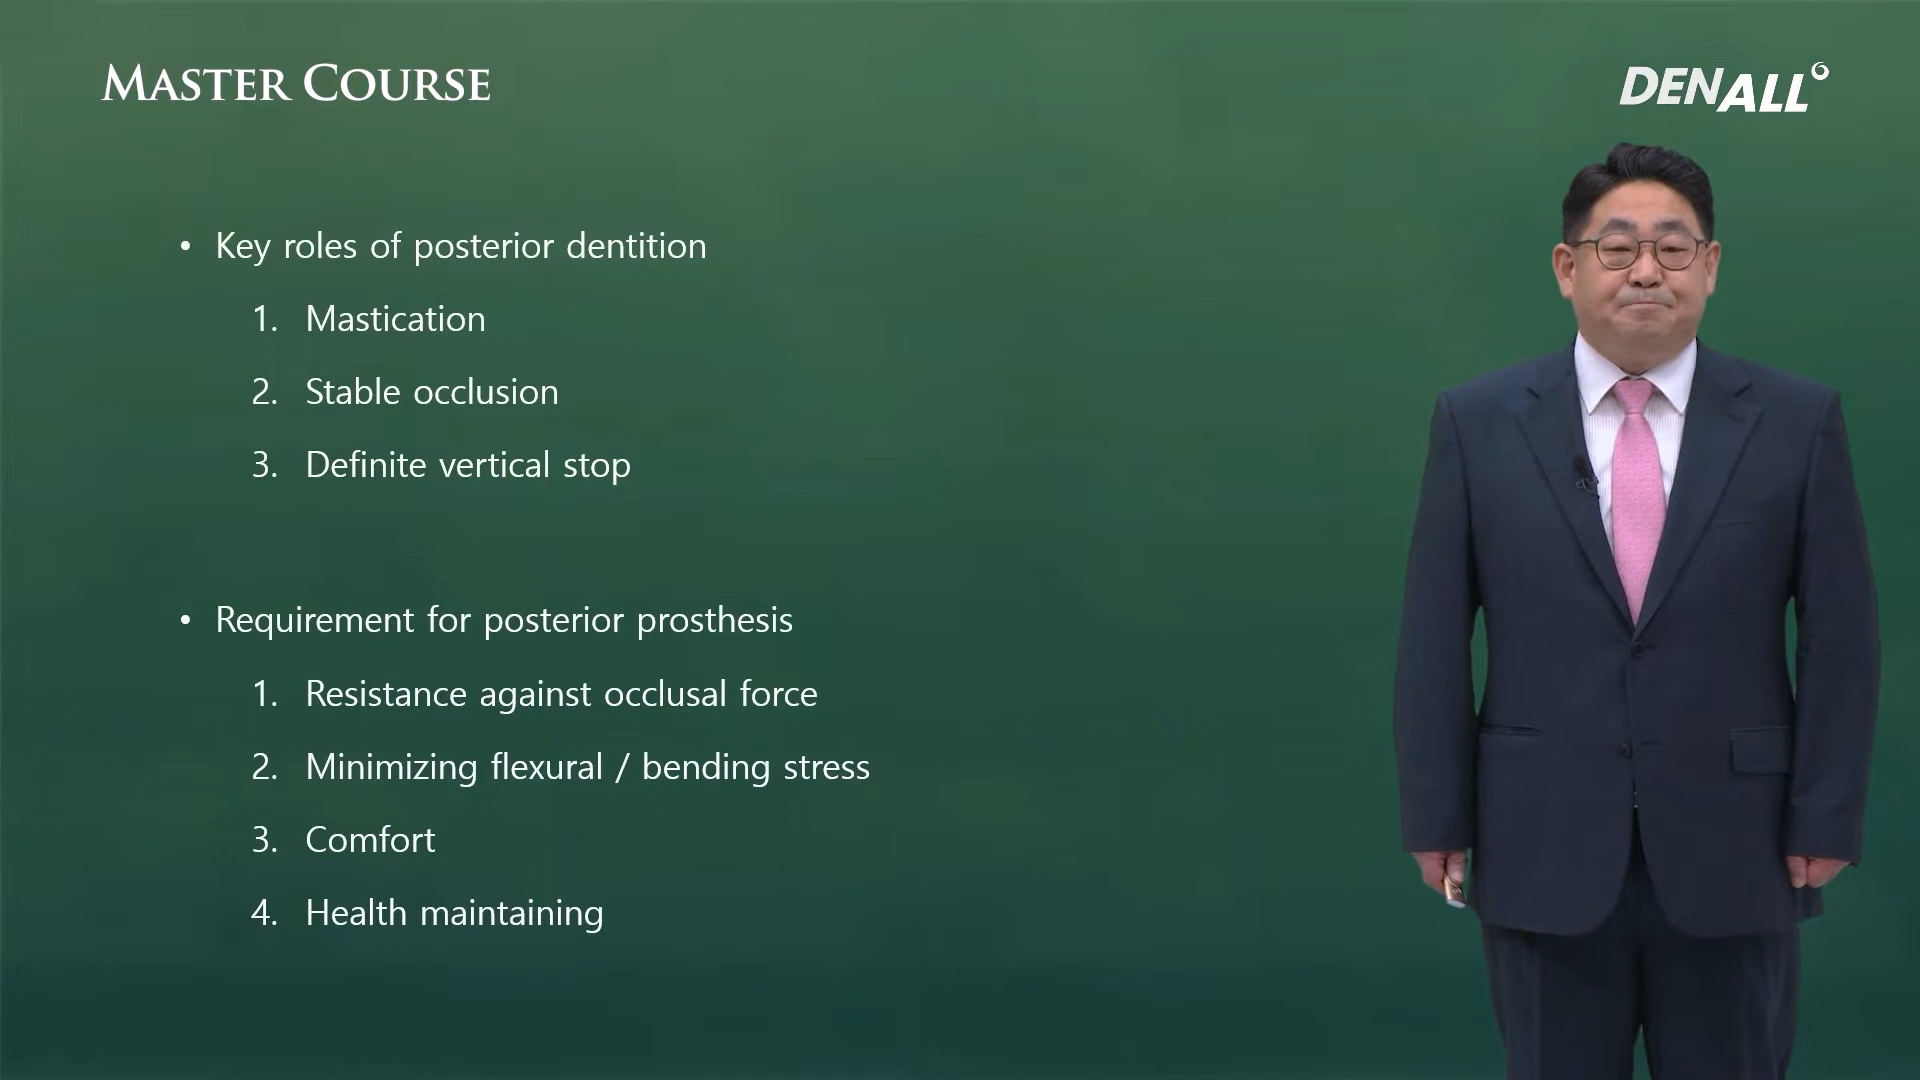 MASTER COURSE
DENALL
• Key roles of posterior dentition
1. Mastication
2. Stable occlusion
3. Definite vertical stop
• Requirement for posterior prosthesis
1. Resistance against occlusal force
2. Minimizing flexural / bending stress
3. Comfort
4. Health maintaining